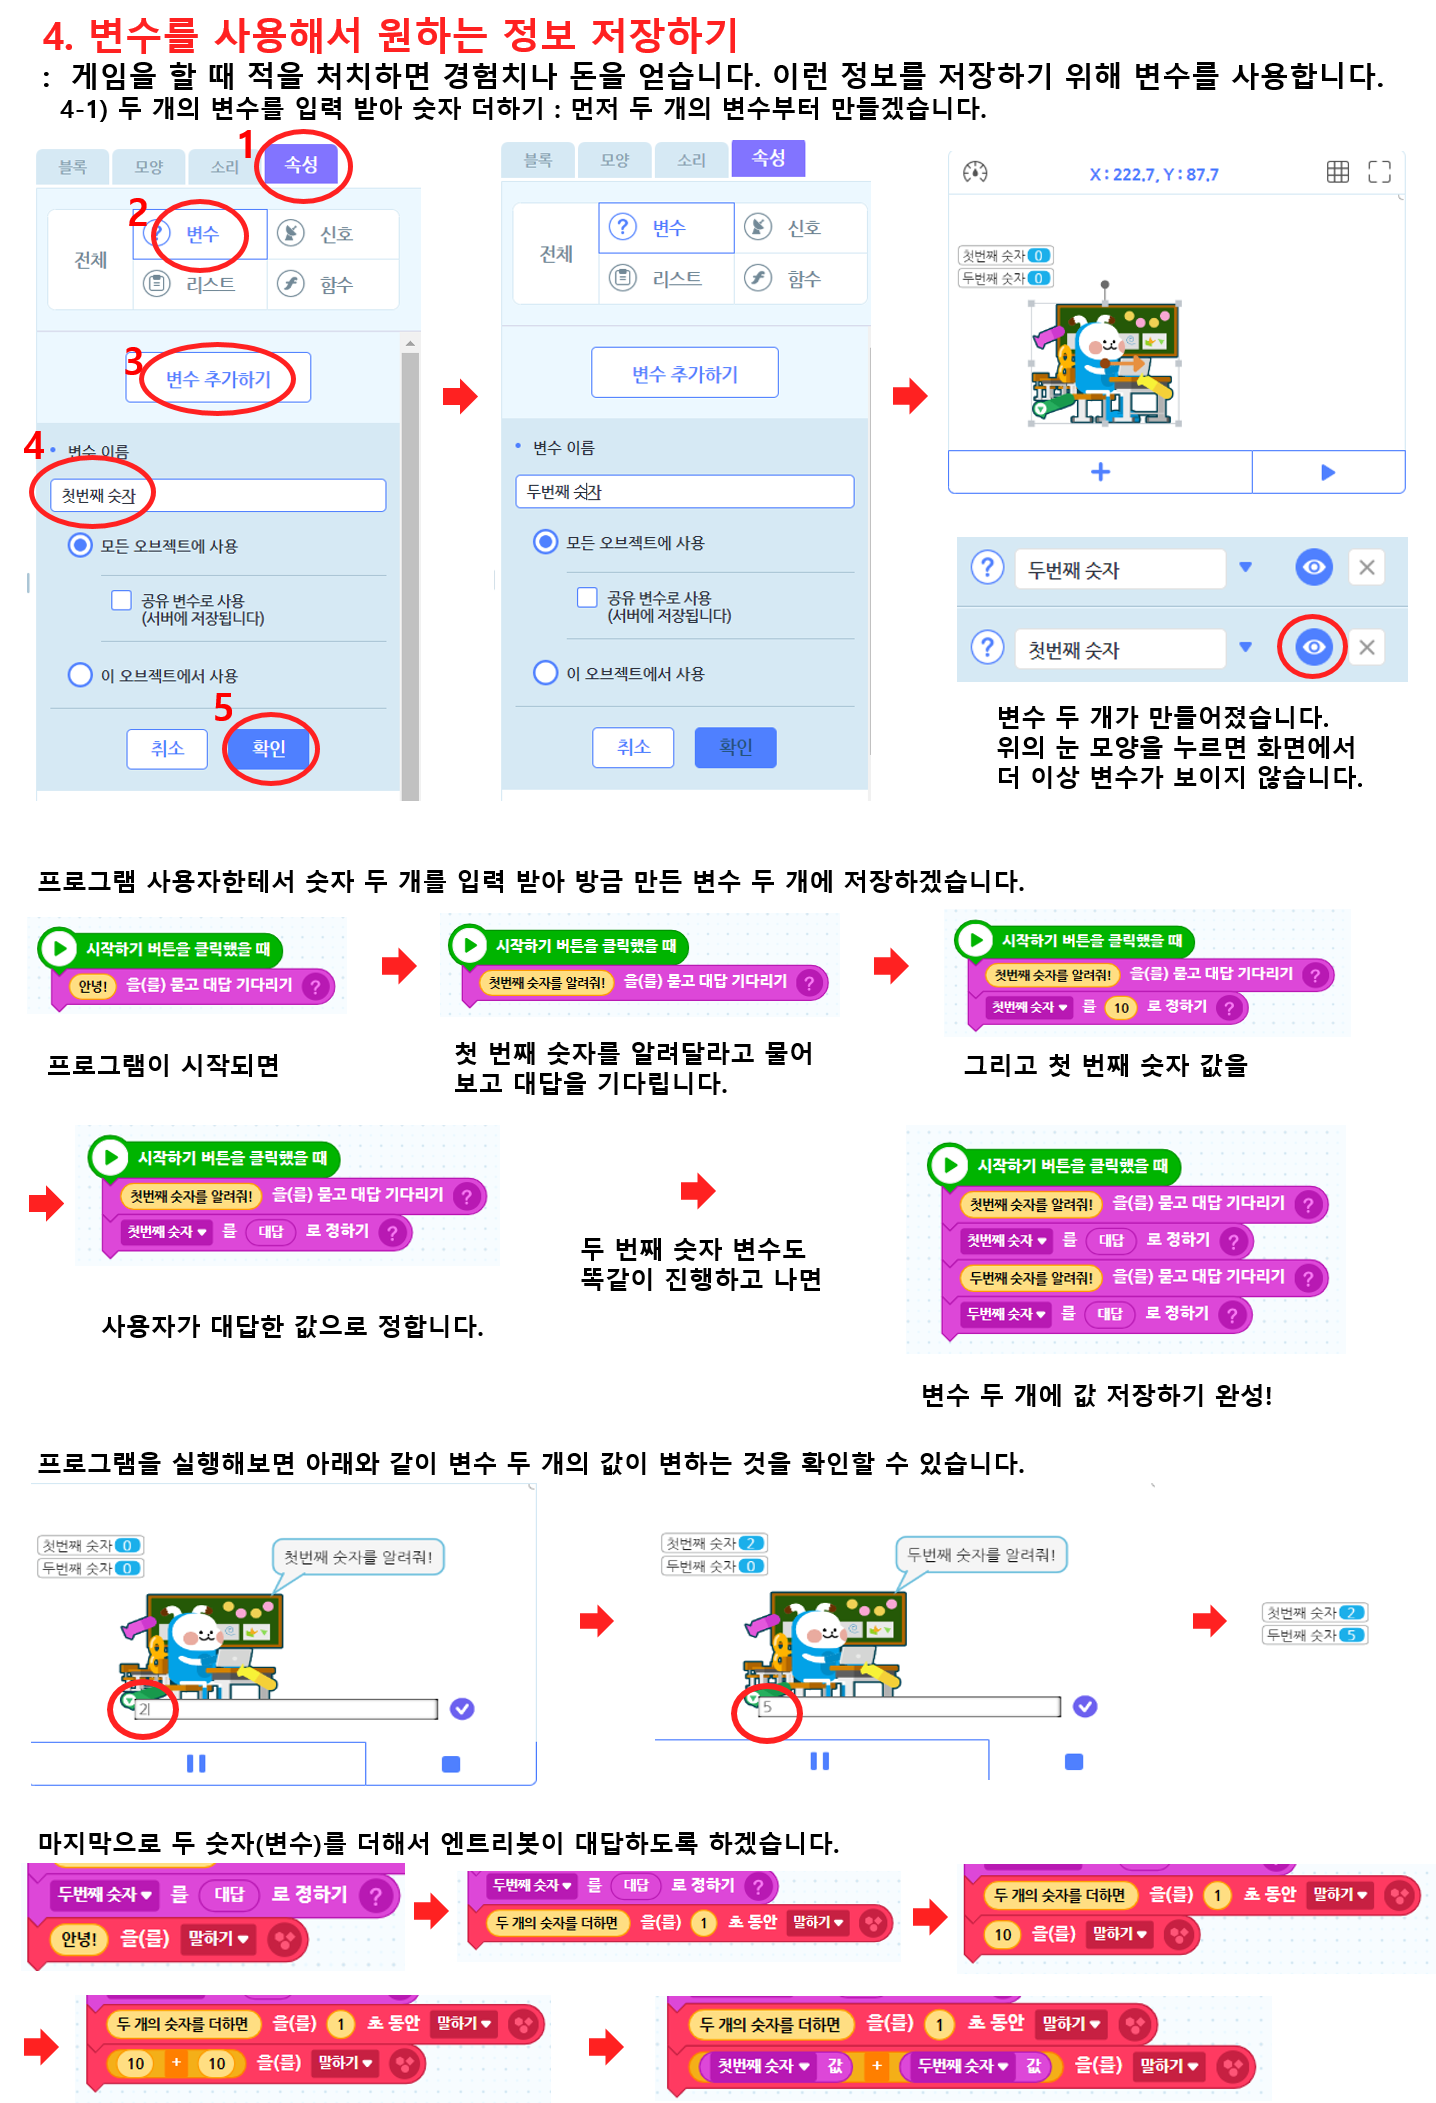 4. 변수를 사용해서 원하는 정보 저장하기
: 게임을 할 때 적을 처치하면 경험치나 돈을 얻습니다. 이런 정보를 저장하기 위해 변수를 사용합니다.
4-1) 두 개의 변수를 입력 받아 숫자 더하기 : 먼저 두 개의 변수부터 만들겠습니다.
블록 모양 소리 1 속성
전체 2 변수 신호
리스트 함수
3 변수 추가하기
4 변수 이름
첫번째 숫자
모든 오브젝트에 사용
공유 변수로 사용
(서버에 저장됩니다)
이 오브젝트에서 사용
5
취소 확인
블록 모양 소리 속성
전체 변수 신호
리스트 함수
변수 추가하기
변수 이름
두번째 숫자
모든 오브젝트에 사용
공유 변수로 사용
(서버에 저장됩니다)
이 오브젝트에서 사용
취소 확인
X : 222.7, Y : 87.7
첫번째 숫자 0
두번째 숫자 0
두번째 숫자
첫번째 숫자
변수 두 개가 만들어졌습니다.
위의 눈 모양을 누르면 화면에서
더 이상 변수가 보이지 않습니다.
프로그램 사용자한테서 숫자 두 개를 입력 받아 방금 만든 변수 두 개에 저장하겠습니다.
시작하기 버튼을 클릭했을 때
안녕! 을(를) 묻고 대답 기다리기
프로그램이 시작되면
시작하기 버튼을 클릭했을 때
첫번째 숫자를 알려줘! 을(를) 묻고 대답 기다리기
첫 번째 숫자를 알려달라고 물어
보고 대답을 기다립니다.
시작하기 버튼을 클릭했을 때
첫번째 숫자를 알려줘! 을(를) 묻고 대답 기다리기
첫번째 숫자 를 10 로 정하기
그리고 첫 번째 숫자 값을
시작하기 버튼을 클릭했을 때
첫번째 숫자를 알려줘! 을(를) 묻고 대답 기다리기
첫번째 숫자 를 대답 로 정하기
사용자가 대답한 값으로 정합니다.
두 번째 숫자 변수도
똑같이 진행하고 나면
시작하기 버튼을 클릭했을 때
첫번째 숫자를 알려줘! 을(를) 묻고 대답 기다리기
첫번째 숫자 를 대답 로 정하기
두번째 숫자를 알려줘! 을(를) 묻고 대답 기다리기
두번째 숫자 를 대답 로 정하기
변수 두 개에 값 저장하기 완성!
프로그램을 실행해보면 아래와 같이 변수 두 개의 값이 변하는 것을 확인할 수 있습니다.
첫번째 숫자 0
두번째 숫자 0
첫번째 숫자를 알려줘!
2
첫번째 숫자 2
두번째 숫자 0
두번째 숫자를 알려줘!
5
첫번째 숫자 2
두번째 숫자 5
마지막으로 두 숫자(변수)를 더해서 엔트리봇이 대답하도록 하겠습니다.
두번째 숫자 를 대답 로 정하기
안녕! 을(를) 말하기
두번째 숫자 를 대답 로 정하기
두 개의 숫자를 더하면 을(를) 1 초 동안 말하기
두 개의 숫자를 더하면 을(를) 1 초 동안 말하기
10 을(를) 말하기
두 개의 숫자를 더하면 을(를) 1 초 동안 말하기
10 + 10 을(를) 말하기
두 개의 숫자를 더하면 을(를) 1 초 동안 말하기
첫번째 숫자 값 + 두번째 숫자 값 을(를) 말하기